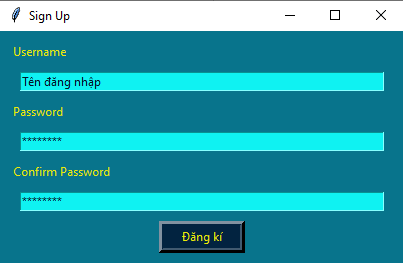 Sign Up
Username
Tên đăng nhập
Password
********
Confirm Password
********
Đăng kí